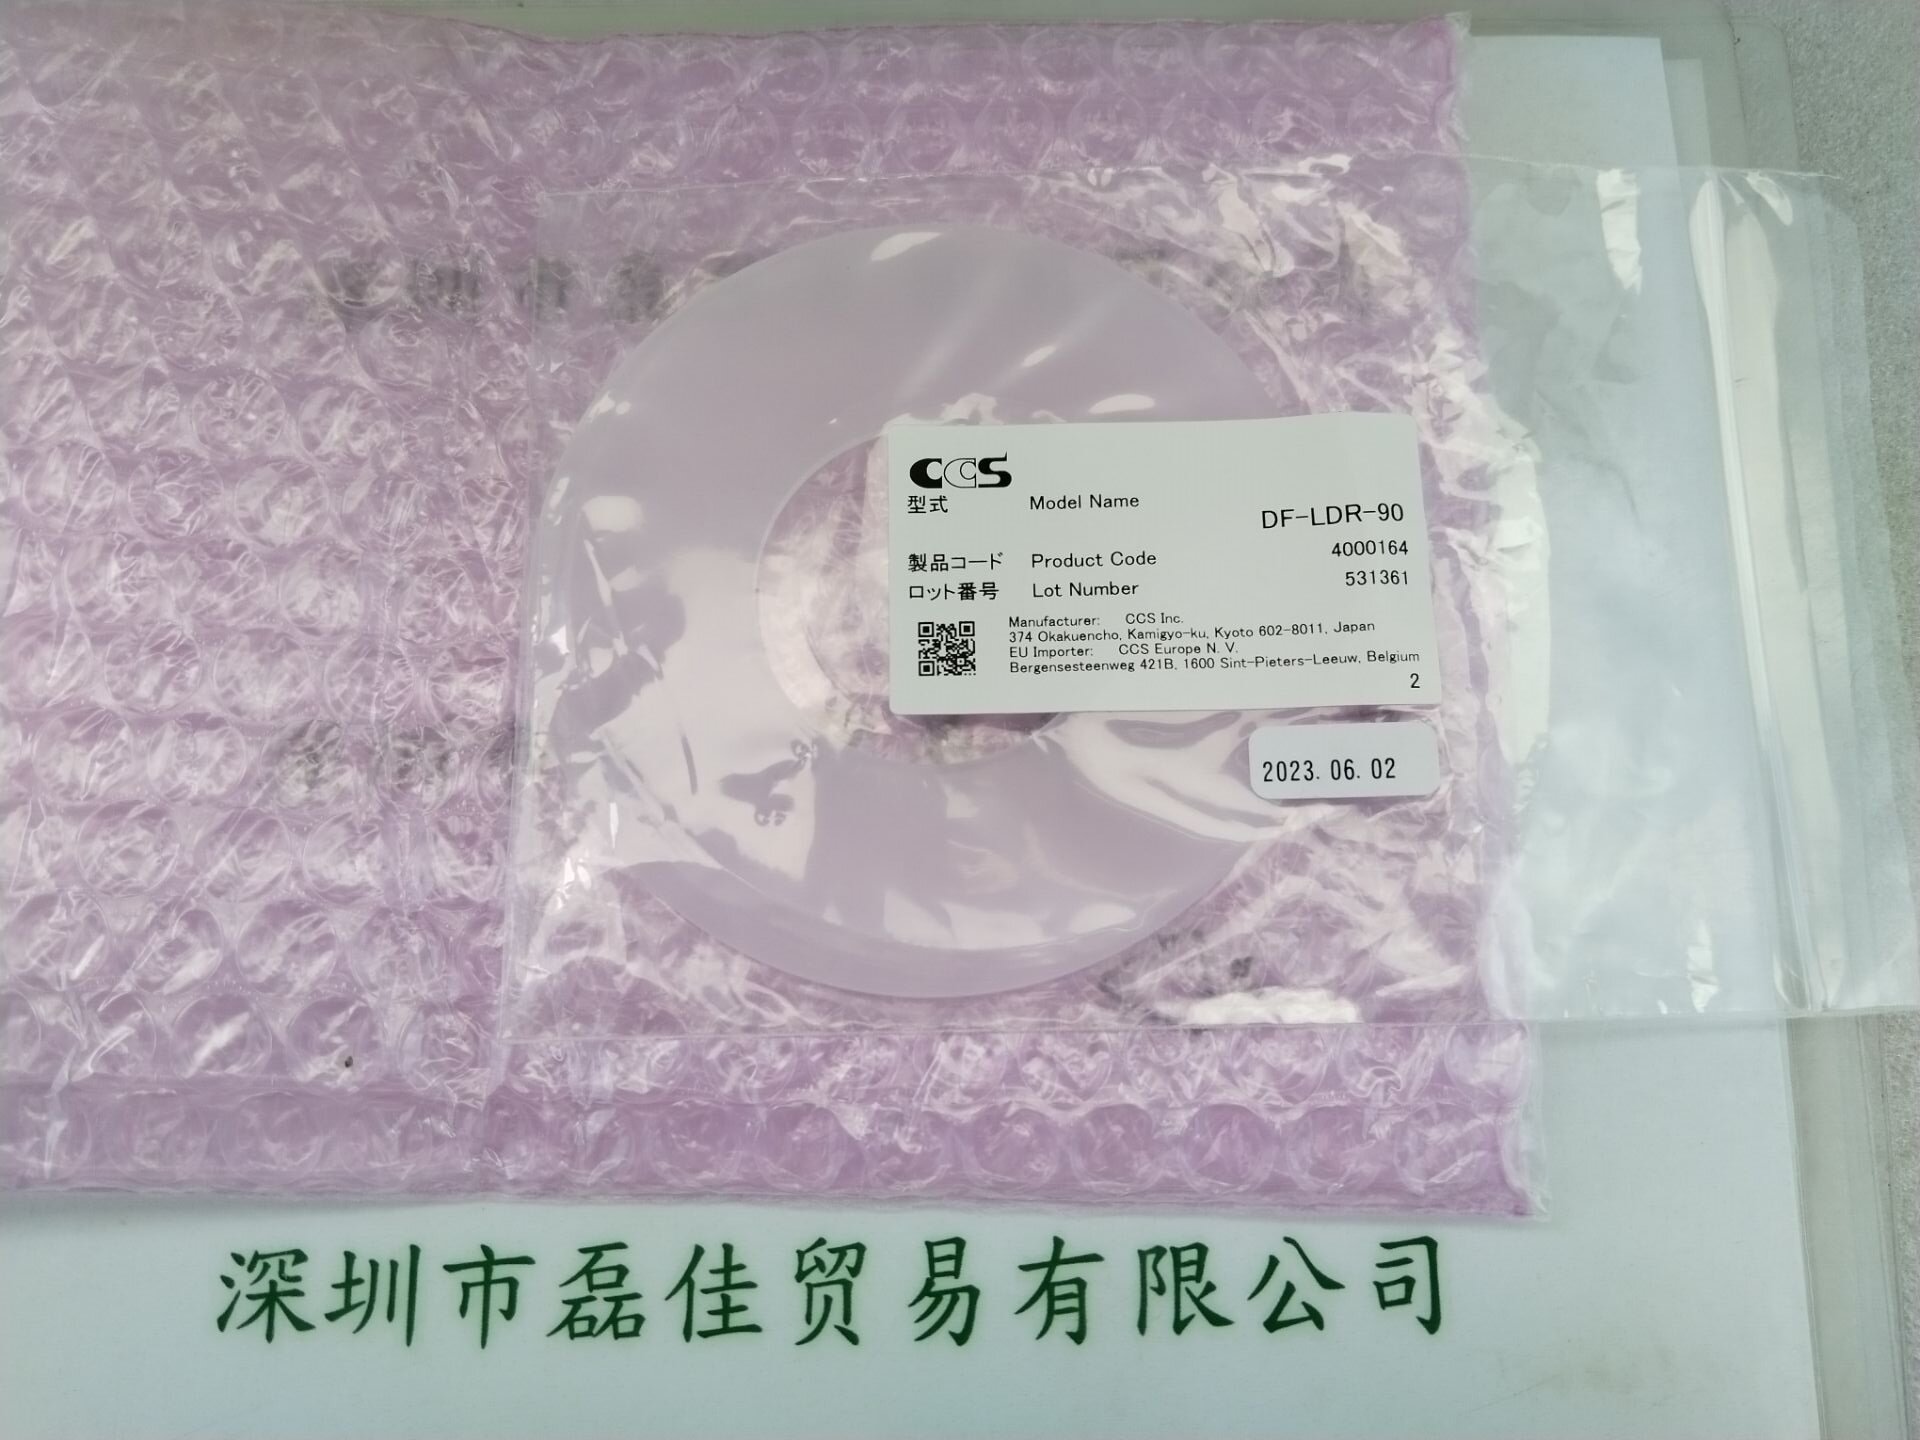 CCS
型式 Model Name DF-LDR-90
製品コード Product Code 4000164
ロット番号 Lot Number 531361
Manufacturer: CCS Inc.
374 Okakuencho, Kamigyo-ku, Kyoto 602-8011, Japan
EU Importer: CCS Europe N. V.
Bergensesteenweg 421B, 1600 Sint-Pieters-Leeuw, Belgium
2
2023. 06. 02
深圳市磊佳贸易有限公司